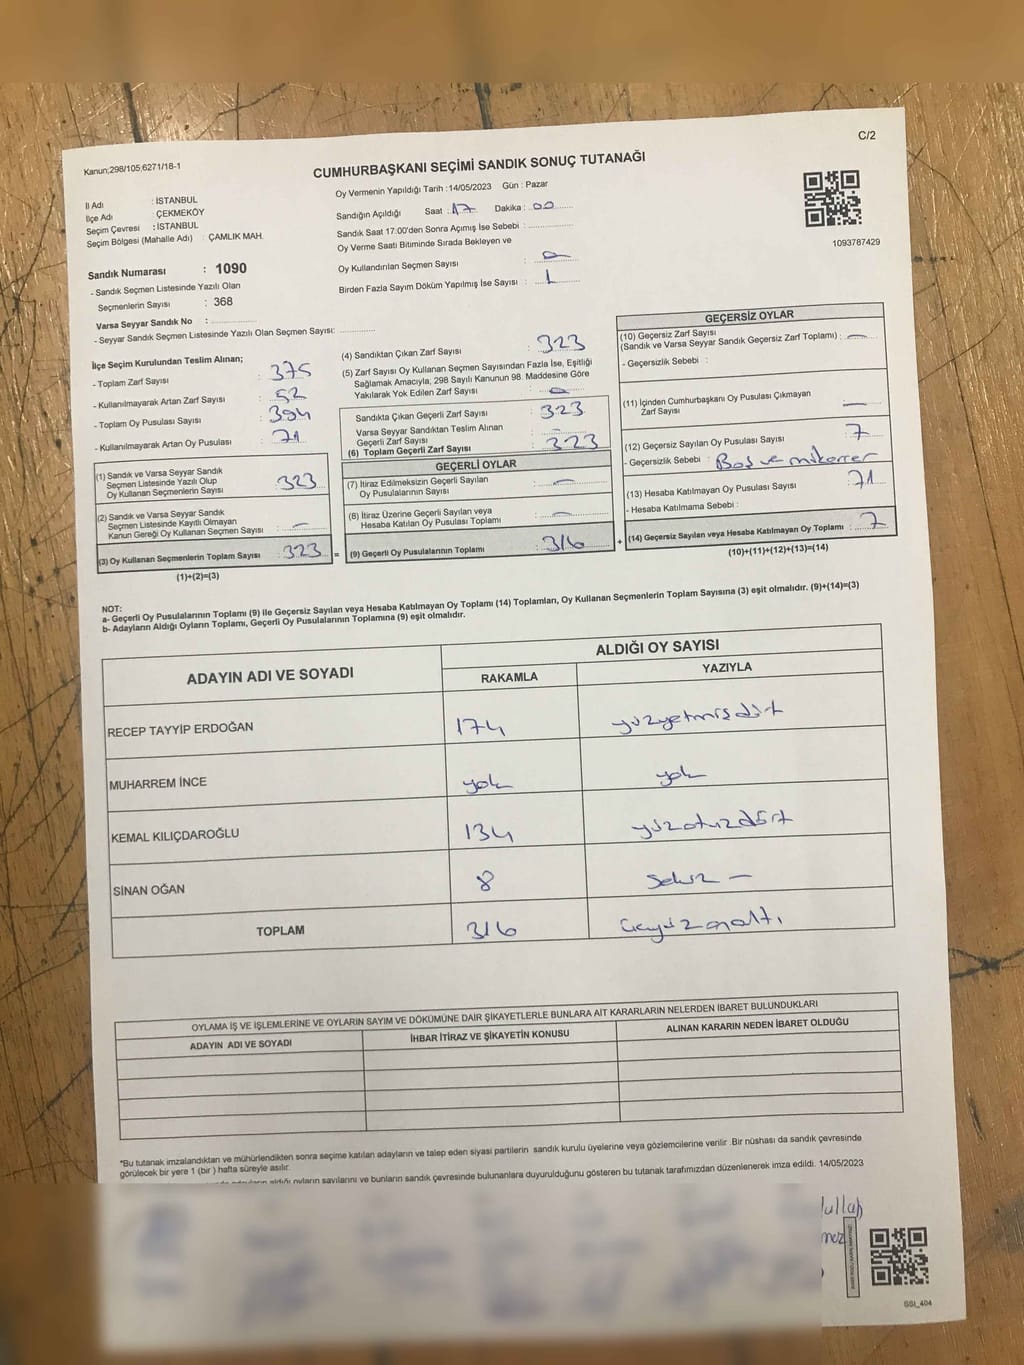 C/2
Kanun;298/105;6271/18-1
CUMHURBAŞKANI SEÇİMİ SANDIK SONUÇ TUTANAĞI
İl Adı : İSTANBUL
İlçe Adı : ÇEKMEKÖY
Seçim Çevresi : İSTANBUL
Seçim Bölgesi (Mahalle Adı) : ÇAMLIK MAH.
Sandık Numarası : 1090
- Sandık Seçmen Listesinde Yazılı Olan
Seçmenlerin Sayısı : 368
Varsa Seyyar Sandık No :
- Seyyar Sandık Seçmen Listesinde Yazılı Olan Seçmen Sayısı:
Oy Vermenin Yapıldığı Tarih :14/05/2023 Gün : Pazar
Sandığın Açıldığı Saat : 17 Dakika : 00
Sandık Saat 17:00'den Sonra Açımış İse Sebebi :
Oy Verme Saati Bitiminde Sırada Bekleyen ve
Oy Kullandırılan Seçmen Sayısı : 0
Birden Fazla Sayım Döküm Yapılmış İse Sayısı : 1
1093787429
İlçe Seçim Kurulundan Teslim Alınan;
- Toplam Zarf Sayısı : 375
- Kullanılmayarak Artan Zarf Sayısı : 52
- Toplam Oy Pusulası Sayısı : 394
- Kullanılmayarak Artan Oy Pusulası : 71
(1) Sandık ve Varsa Seyyar Sandık
Seçmen Listesinde Yazılı Olup
Oy Kullanan Seçmenlerin Sayısı : 323
(2) Sandık ve Varsa Seyyar Sandık
Seçmen Listesinde Kayıtlı Olmayan
Kanun Gereği Oy Kullanan Seçmen Sayısı : —
(3) Oy Kullanan Seçmenlerin Toplam Sayısı : 323 =
(1)+(2)=(3)
(4) Sandıktan Çıkan Zarf Sayısı : 323
(5) Zarf Sayısı Oy Kullanan Seçmen Sayısından Fazla İse, Eşitliği
Sağlamak Amacıyla, 298 Sayılı Kanunun 98. Maddesine Göre
Yakılarak Yok Edilen Zarf Sayısı : 0
Sandıkta Çıkan Geçerli Zarf Sayısı : 323
Varsa Seyyar Sandıktan Teslim Alınan
Geçerli Zarf Sayısı : —
(6) Toplam Geçerli Zarf Sayısı : 323
GEÇERLİ OYLAR
(7) İtiraz Edilmeksizin Geçerli Sayılan
Oy Pusulalarının Sayısı : —
(8) İtiraz Üzerine Geçerli Sayılan veya
Hesaba Katılan Oy Pusulası Toplamı : —
(9) Geçerli Oy Pusulalarının Toplamı : 316 +
GEÇERSİZ OYLAR
(10) Geçersiz Zarf Sayısı
(Sandık ve Varsa Seyyar Sandık Geçersiz Zarf Toplamı) : —
- Geçersizlik Sebebi :
(11) İçinden Cumhurbaşkanı Oy Pusulası Çıkmayan
Zarf Sayısı : —
(12) Geçersiz Sayılan Oy Pusulası Sayısı : 7
- Geçersizlik Sebebi : Boş ve mükerrer
(13) Hesaba Katılmayan Oy Pusulası Sayısı : 71
- Hesaba Katılmama Sebebi :
(14) Geçersiz Sayılan veya Hesaba Katılmayan Oy Toplamı : 7
(10)+(11)+(12)+(13)=(14)
NOT:
a- Geçerli Oy Pusulalarının Toplamı (9) ile Geçersiz Sayılan veya Hesaba Katılmayan Oy Toplamı (14) Toplamları, Oy Kullanan Seçmenlerin Toplam Sayısına (3) eşit olmalıdır. (9)+(14)=(3)
b- Adayların Aldığı Oyların Toplamı, Geçerli Oy Pusulalarının Toplamına (9) eşit olmalıdır.
ADAYIN ADI VE SOYADI
ALDIĞI OY SAYISI
RAKAMLA YAZIYLA
RECEP TAYYİP ERDOĞAN 174 yüzyetmişdört
MUHARREM İNCE yok yok
KEMAL KILIÇDAROĞLU 134 yüzotuzdört
SİNAN OĞAN 8 Sekiz —
TOPLAM 316 üçyüzonaltı
OYLAMA İŞ VE İŞLEMLERİNE VE OYLARIN SAYIM VE DÖKÜMÜNE DAİR ŞİKAYETLERLE BUNLARA AİT KARARLARIN NELERDEN İBARET BULUNDUKLARI
ADAYIN ADI VE SOYADI İHBAR İTİRAZ VE ŞİKAYETİN KONUSU ALINAN KARARIN NEDEN İBARET OLDUĞU
*Bu tutanak imzalandıktan ve mühürlendikten sonra seçime katılan adayların ve talep eden siyasi partilerin sandık kurulu üyelerine veya gözlemcilerine verilir .Bir nüshası da sandık çevresinde
görülecek bir yere 1 (bir ) hafta süreyle asılır.
aldığı oyların sayılarını ve bunların sandık çevresinde bulunanlara duyurulduğunu gösteren bu tutanak tarafımızdan düzenlenerek imza edildi. 14/05/2023
SSİ_404